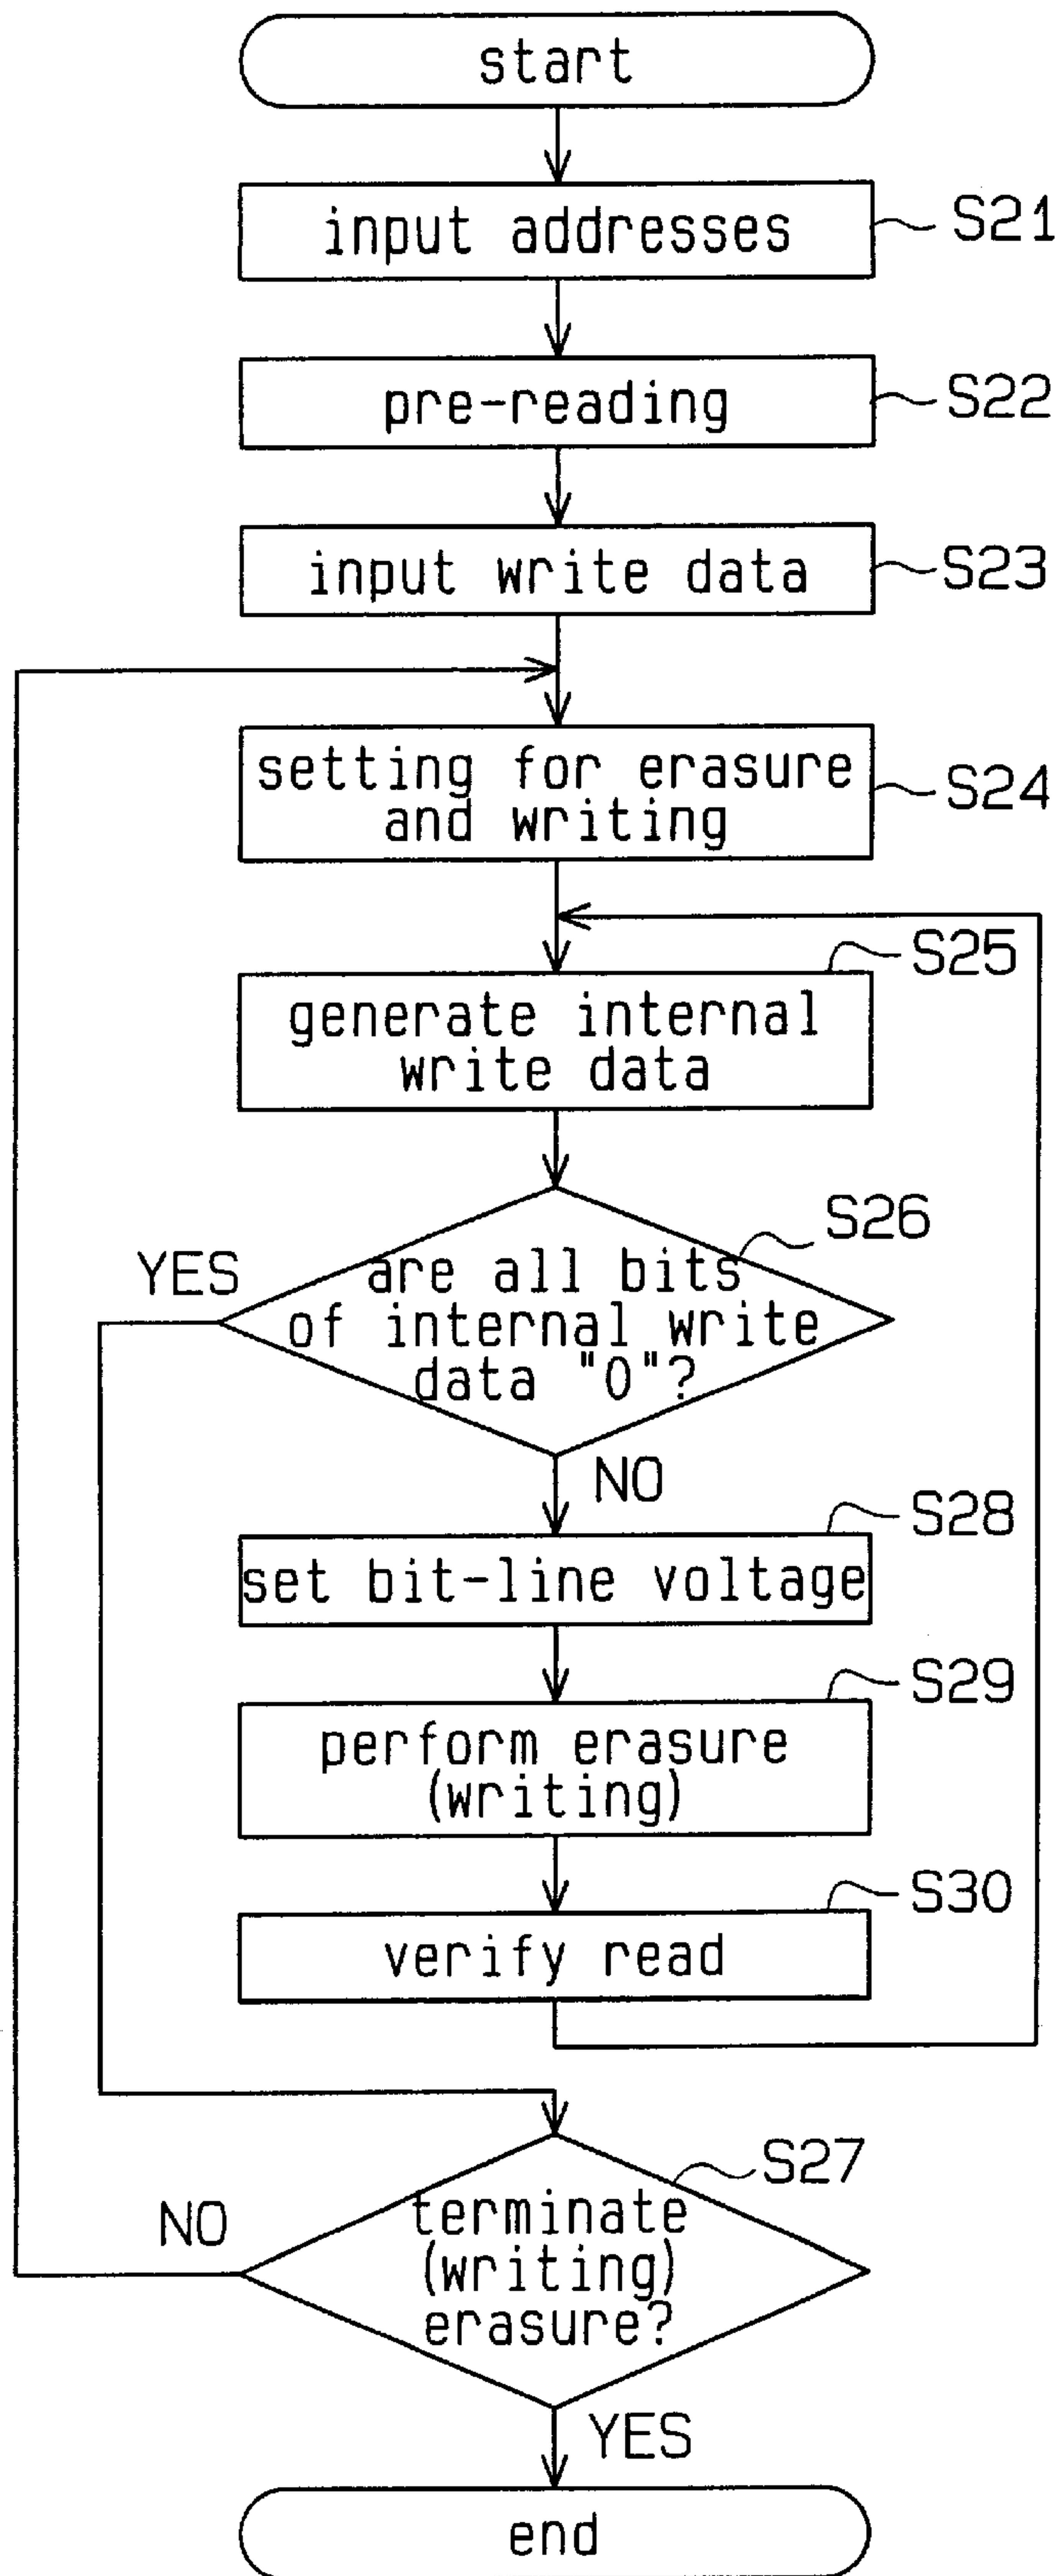 start
input addresses
S21
pre-reading
S22
input write data
S23
setting for erasure
and writing
S24
S25
generate internal
write data
S26
YES
are all bits
of internal write
data "0"?
NO
S28
set bit-line voltage
S29
perform erasure
(writing)
S30
verify read
S27
NO
terminate
(writing)
erasure?
YES
end